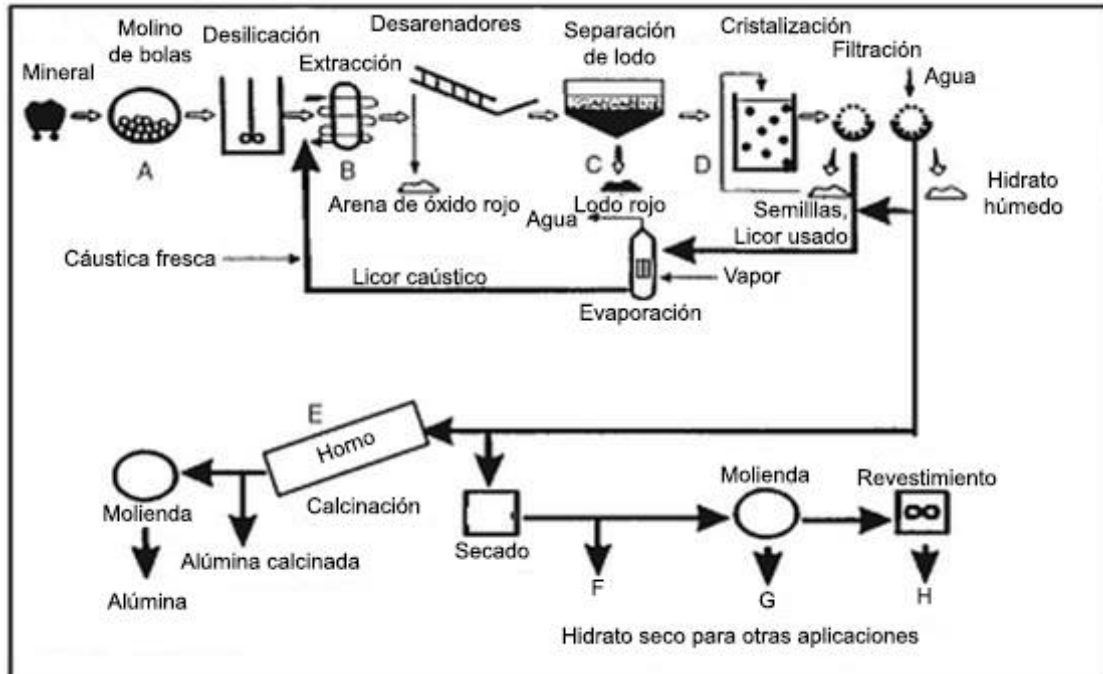 Mineral
Molino
de bolas
A
Desilicación
Extracción
B
Desarenadores
Arena de óxido rojo
Separación
de lodo
C
Lodo rojo
Cristalización
D
Filtración
Agua
Semilllas,
Licor usado
Hidrato
húmedo
Agua
Vapor
Evaporación
Cáustica fresca
Licor caústico
E
Horno
Calcinación
Molienda
Alúmina calcinada
Alúmina
Secado
F
Molienda
G
Revestimiento
H
Hidrato seco para otras aplicaciones